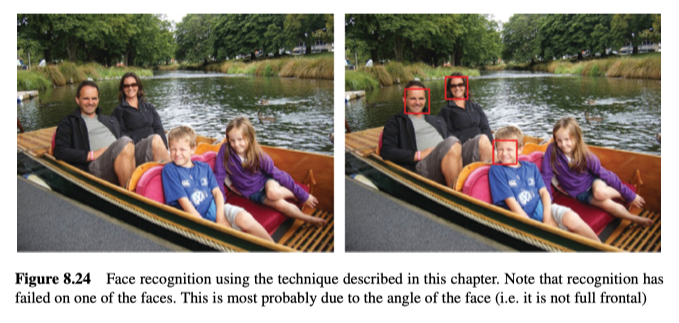 Figure 8.24 Face recognition using the technique described in this chapter. Note that recognition has
failed on one of the faces. This is most probably due to the angle of the face (i.e. it is not full frontal)